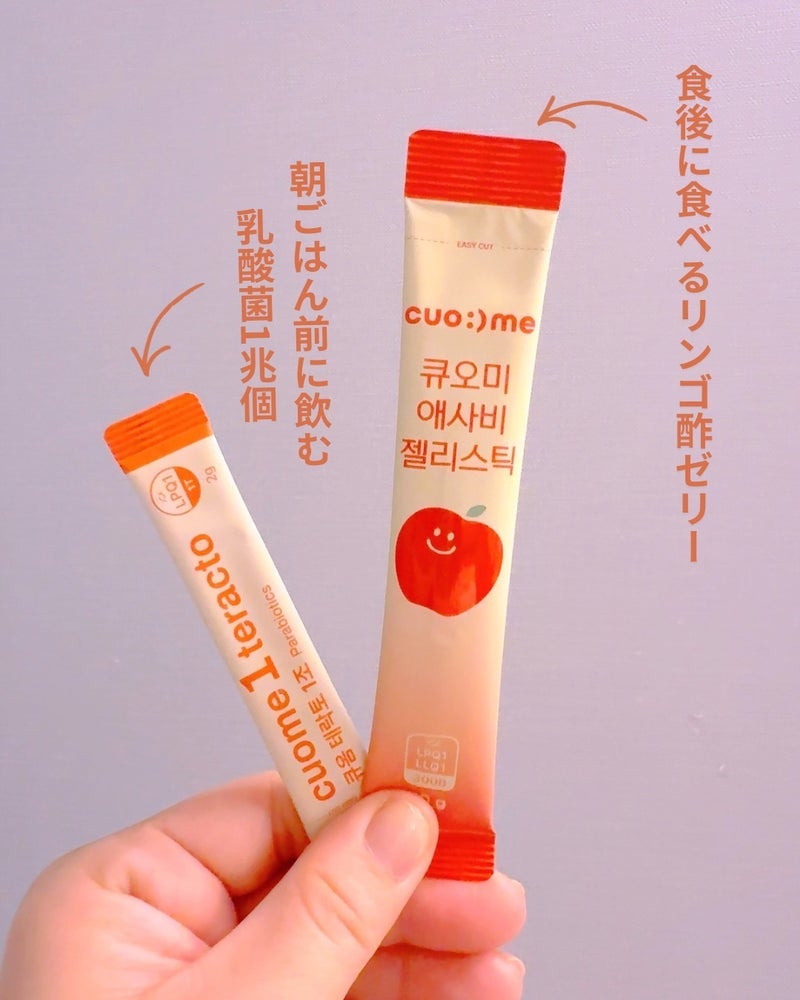 食後に食べるリンゴ酢ゼリー
朝ごはん前に飲む
乳酸菌1兆個
EASY CUT
cuo:)me
큐오미
애사비
젤리스틱
LPQ1
LLQ1
300B
g
LPQ1
1T
2g
cuome 1 teracto
테락토 1조 Parabiotics